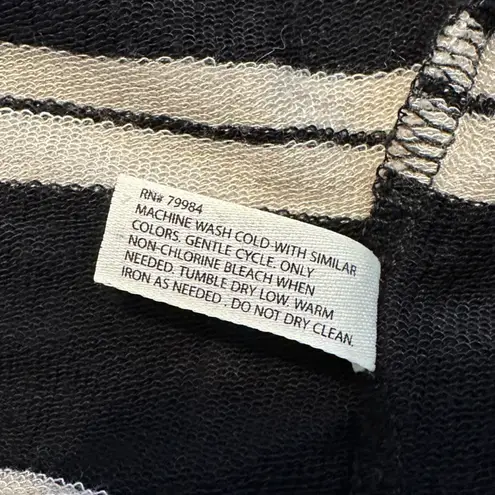 RN# 79984
MACHINE WASH COLD WITH SIMILAR
COLORS. GENTLE CYCLE. ONLY
NON-CHLORINE BLEACH WHEN
NEEDED. TUMBLE DRY LOW. WARM
IRON AS NEEDED . DO NOT DRY CLEAN.